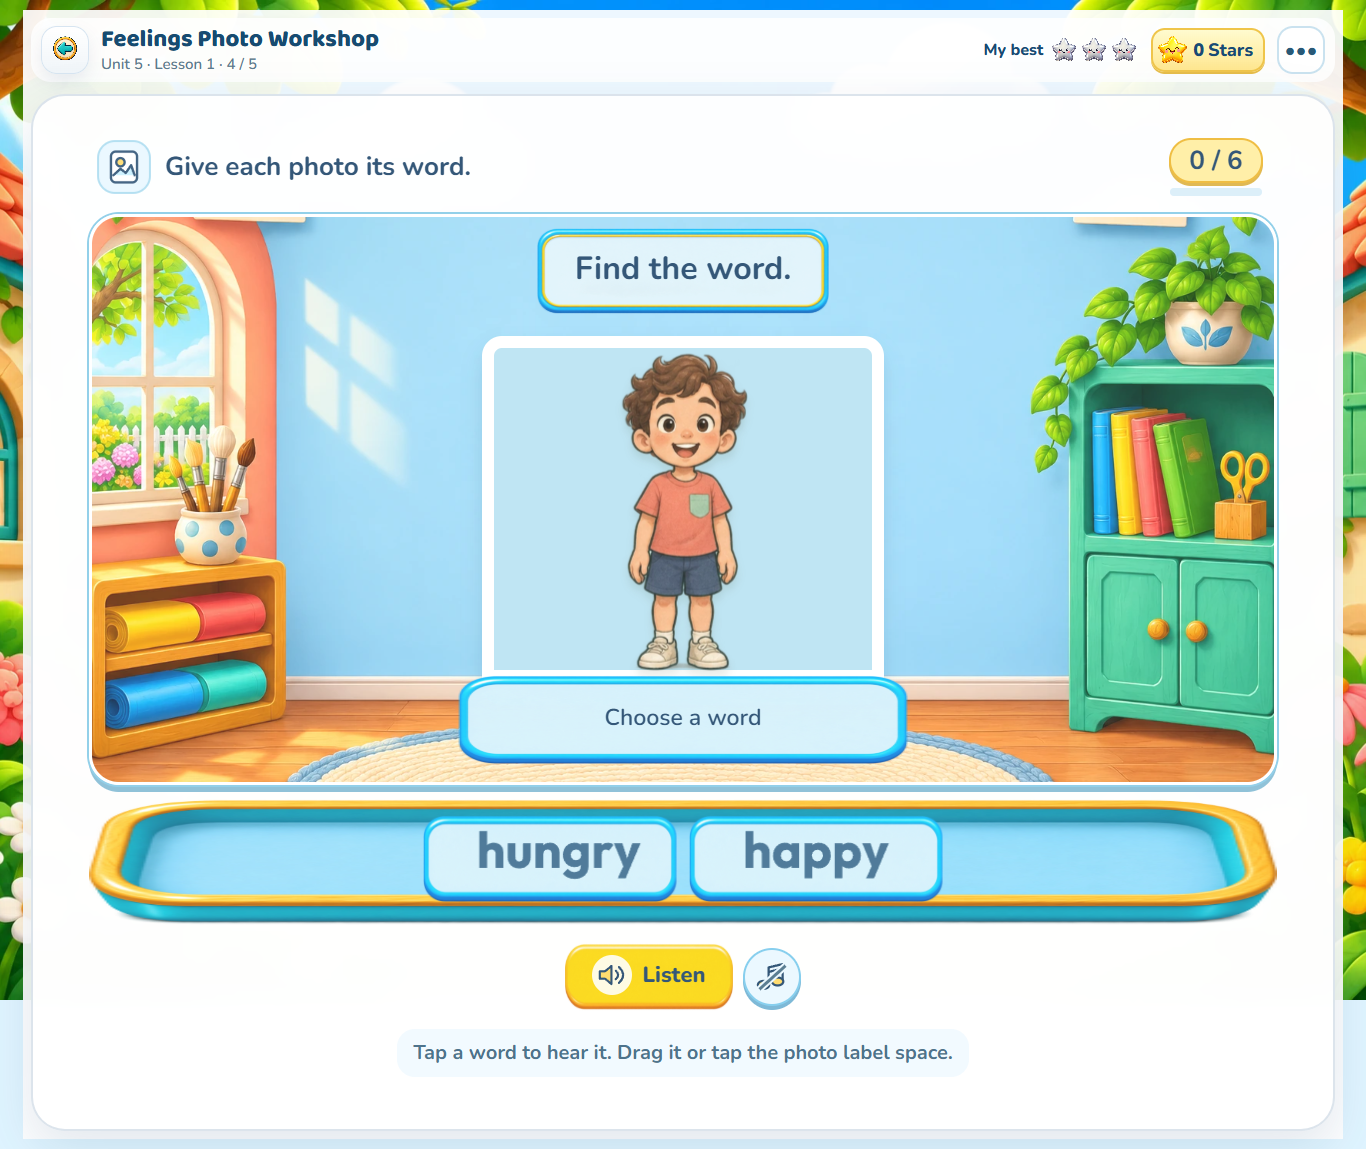 Feelings Photo Workshop
Unit 5 · Lesson 1 · 4 / 5
My best
0 Stars
Give each photo its word.
0 / 6
Find the word.
Choose a word
hungry
happy
Listen
Tap a word to hear it. Drag it or tap the photo label space.